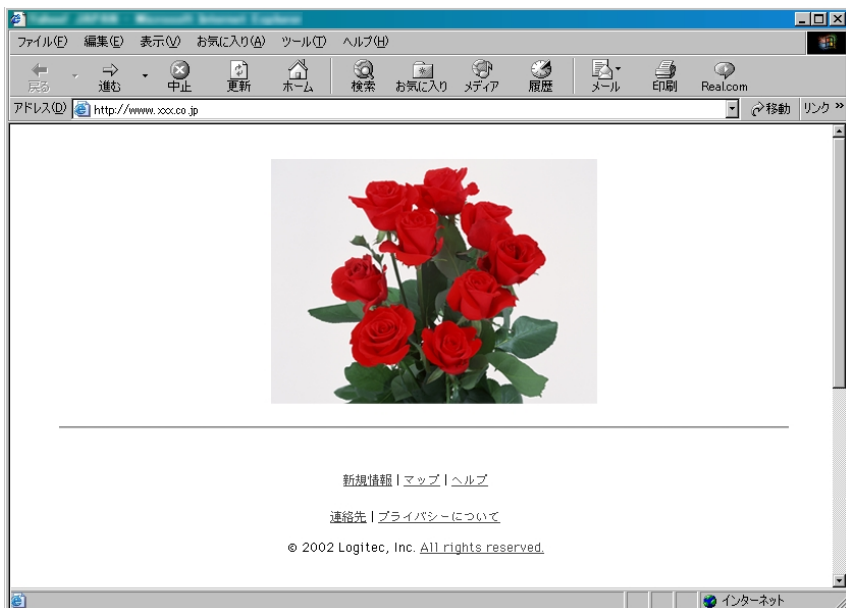 Yahoo! JAPAN - Microsoft Internet Explorer
ファイル(F) 編集(E) 表示(V) お気に入り(A) ツール(T) ヘルプ(H)
戻る 進む 中止 更新 ホーム 検索 お気に入り メディア 履歴 メール 印刷 Real.com
アドレス(D) http://www.xxx.co.jp 移動 リンク »
新規情報 | マップ | ヘルプ
連絡先 | プライバシーについて
© 2002 Logitec, Inc. All rights reserved.
インターネット